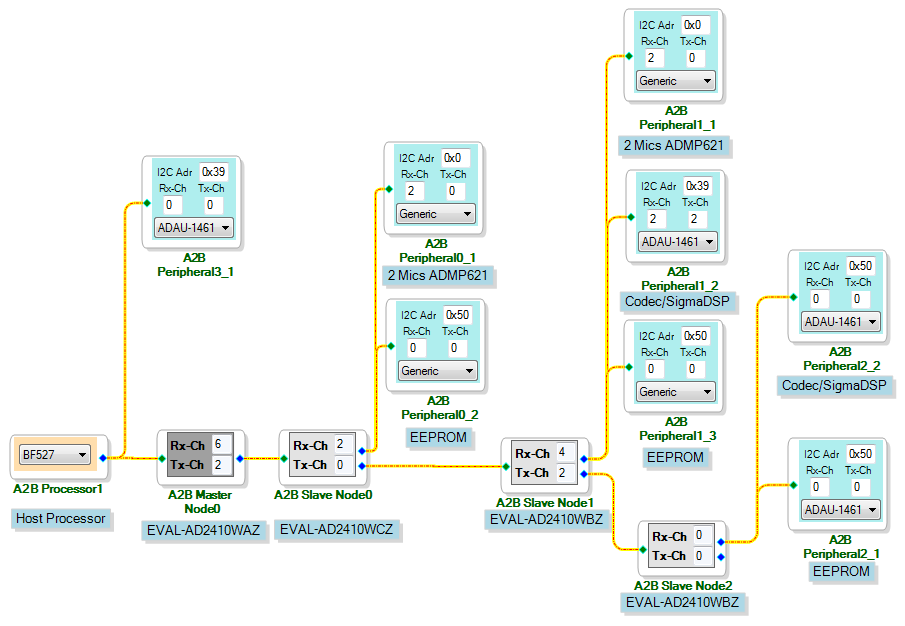 I2C Adr 0x0
Rx-Ch Tx-Ch
2 0
Generic
A2B
Peripheral1_1
2 Mics ADMP621
I2C Adr 0x39
Rx-Ch Tx-Ch
0 0
ADAU-1461
A2B
Peripheral3_1
I2C Adr 0x0
Rx-Ch Tx-Ch
2 0
Generic
A2B
Peripheral0_1
2 Mics ADMP621
I2C Adr 0x39
Rx-Ch Tx-Ch
2 2
ADAU-1461
A2B
Peripheral1_2
Codec/SigmaDSP
I2C Adr 0x50
Rx-Ch Tx-Ch
0 0
Generic
A2B
Peripheral0_2
EEPROM
I2C Adr 0x50
Rx-Ch Tx-Ch
0 0
Generic
A2B
Peripheral1_3
EEPROM
I2C Adr 0x50
Rx-Ch Tx-Ch
0 0
ADAU-1461
A2B
Peripheral2_2
Codec/SigmaDSP
BF527
A2B Processor1
Host Processor
Rx-Ch 6
Tx-Ch 2
A2B Master
Node0
EVAL-AD2410WAZ
Rx-Ch 2
Tx-Ch 0
A2B Slave Node0
EVAL-AD2410WCZ
Rx-Ch 4
Tx-Ch 2
A2B Slave Node1
EVAL-AD2410WBZ
Rx-Ch 0
Tx-Ch 0
A2B Slave Node2
EVAL-AD2410WBZ
I2C Adr 0x50
Rx-Ch Tx-Ch
0 0
ADAU-1461
A2B
Peripheral2_1
EEPROM